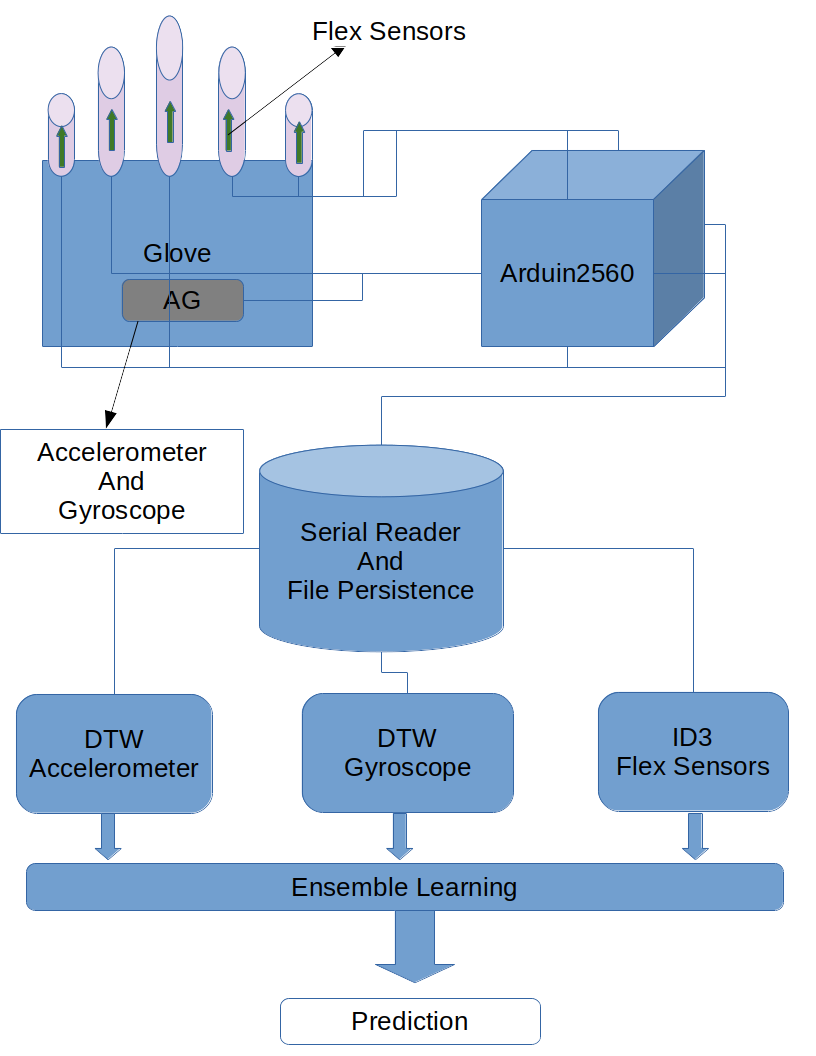 Flex Sensors
Glove
AG
Arduin2560
Accelerometer
And
Gyroscope
Serial Reader
And
File Persistence
DTW
Accelerometer
DTW
Gyroscope
ID3
Flex Sensors
Ensemble Learning
Prediction